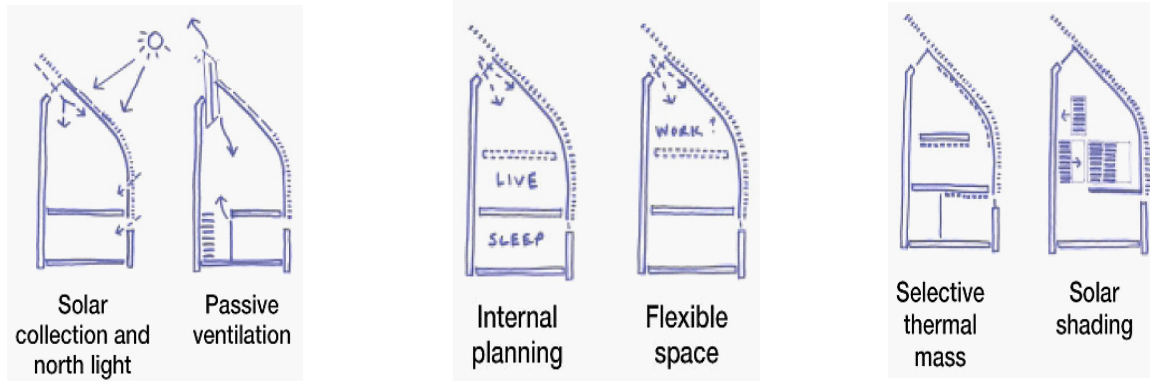 WORK?
LIVE
SLEEP
Solar
collection and
north light
Passive
ventilation
Internal
planning
Flexible
space
Selective
thermal
mass
Solar
shading